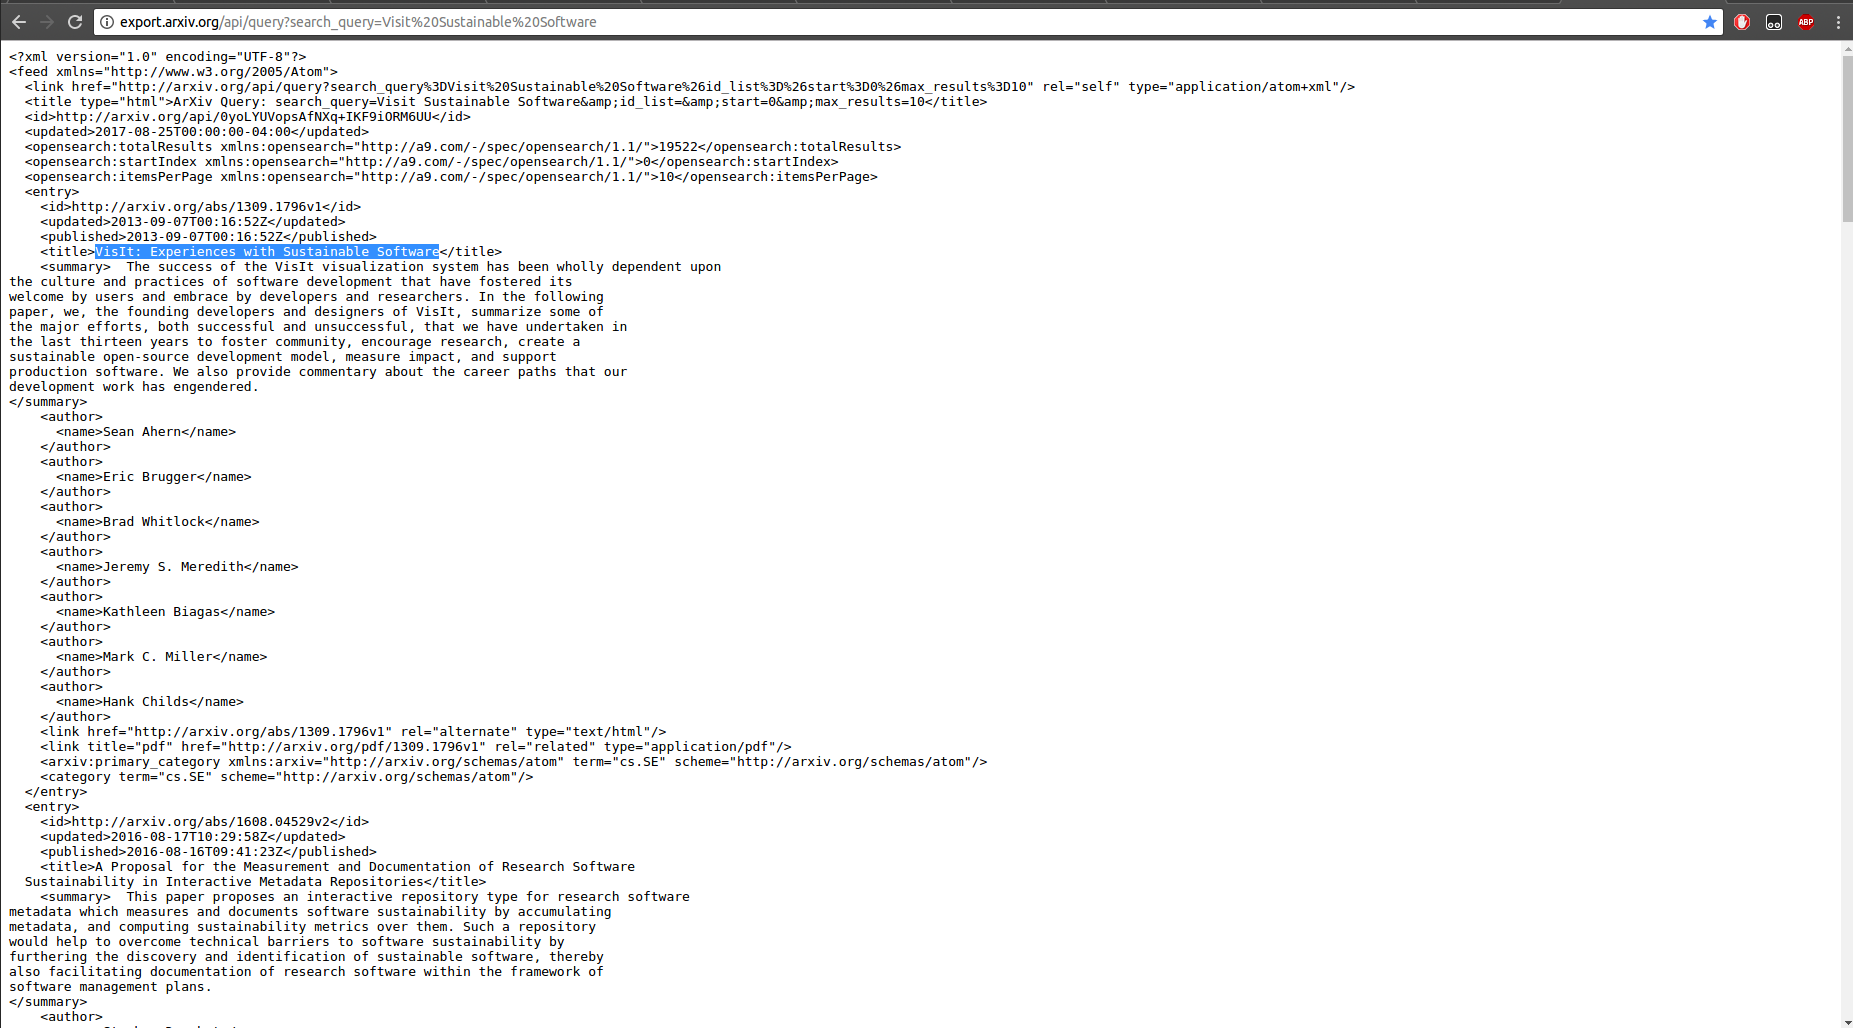 export.arxiv.org/api/query?search_query=Visit%20Sustainable%20Software
ABP
<?xml version="1.0" encoding="UTF-8"?>
<feed xmlns="http://www.w3.org/2005/Atom">
<link href="http://arxiv.org/api/query?search_query%3DVisit%20Sustainable%20Software%26id_list%3D%26start%3D0%26max_results%3D10" rel="self" type="application/atom+xml"/>
<title type="html">ArXiv Query: search_query=Visit Sustainable Software&amp;id_list=&amp;start=0&amp;max_results=10</title>
<id>http://arxiv.org/api/0yoLYUVopsAfNXq+IKF9iORM6UU</id>
<updated>2017-08-25T00:00:00-04:00</updated>
<opensearch:totalResults xmlns:opensearch="http://a9.com/-/spec/opensearch/1.1/">19522</opensearch:totalResults>
<opensearch:startIndex xmlns:opensearch="http://a9.com/-/spec/opensearch/1.1/">0</opensearch:startIndex>
<opensearch:itemsPerPage xmlns:opensearch="http://a9.com/-/spec/opensearch/1.1/">10</opensearch:itemsPerPage>
<entry>
<id>http://arxiv.org/abs/1309.1796v1</id>
<updated>2013-09-07T00:16:52Z</updated>
<published>2013-09-07T00:16:52Z</published>
<title>VisIt: Experiences with Sustainable Software</title>
<summary>  The success of the VisIt visualization system has been wholly dependent upon
the culture and practices of software development that have fostered its
welcome by users and embrace by developers and researchers. In the following
paper, we, the founding developers and designers of VisIt, summarize some of
the major efforts, both successful and unsuccessful, that we have undertaken in
the last thirteen years to foster community, encourage research, create a
sustainable open-source development model, measure impact, and support
production software. We also provide commentary about the career paths that our
development work has engendered.
</summary>
<author>
<name>Sean Ahern</name>
</author>
<author>
<name>Eric Brugger</name>
</author>
<author>
<name>Brad Whitlock</name>
</author>
<author>
<name>Jeremy S. Meredith</name>
</author>
<author>
<name>Kathleen Biagas</name>
</author>
<author>
<name>Mark C. Miller</name>
</author>
<author>
<name>Hank Childs</name>
</author>
<link href="http://arxiv.org/abs/1309.1796v1" rel="alternate" type="text/html"/>
<link title="pdf" href="http://arxiv.org/pdf/1309.1796v1" rel="related" type="application/pdf"/>
<arxiv:primary_category xmlns:arxiv="http://arxiv.org/schemas/atom" term="cs.SE" scheme="http://arxiv.org/schemas/atom"/>
<category term="cs.SE" scheme="http://arxiv.org/schemas/atom"/>
</entry>
<entry>
<id>http://arxiv.org/abs/1608.04529v2</id>
<updated>2016-08-17T10:29:58Z</updated>
<published>2016-08-16T09:41:23Z</published>
<title>A Proposal for the Measurement and Documentation of Research Software
Sustainability in Interactive Metadata Repositories</title>
<summary>  This paper proposes an interactive repository type for research software
metadata which measures and documents software sustainability by accumulating
metadata, and computing sustainability metrics over them. Such a repository
would help to overcome technical barriers to software sustainability by
furthering the discovery and identification of sustainable software, thereby
also facilitating documentation of research software within the framework of
software management plans.
</summary>
<author>